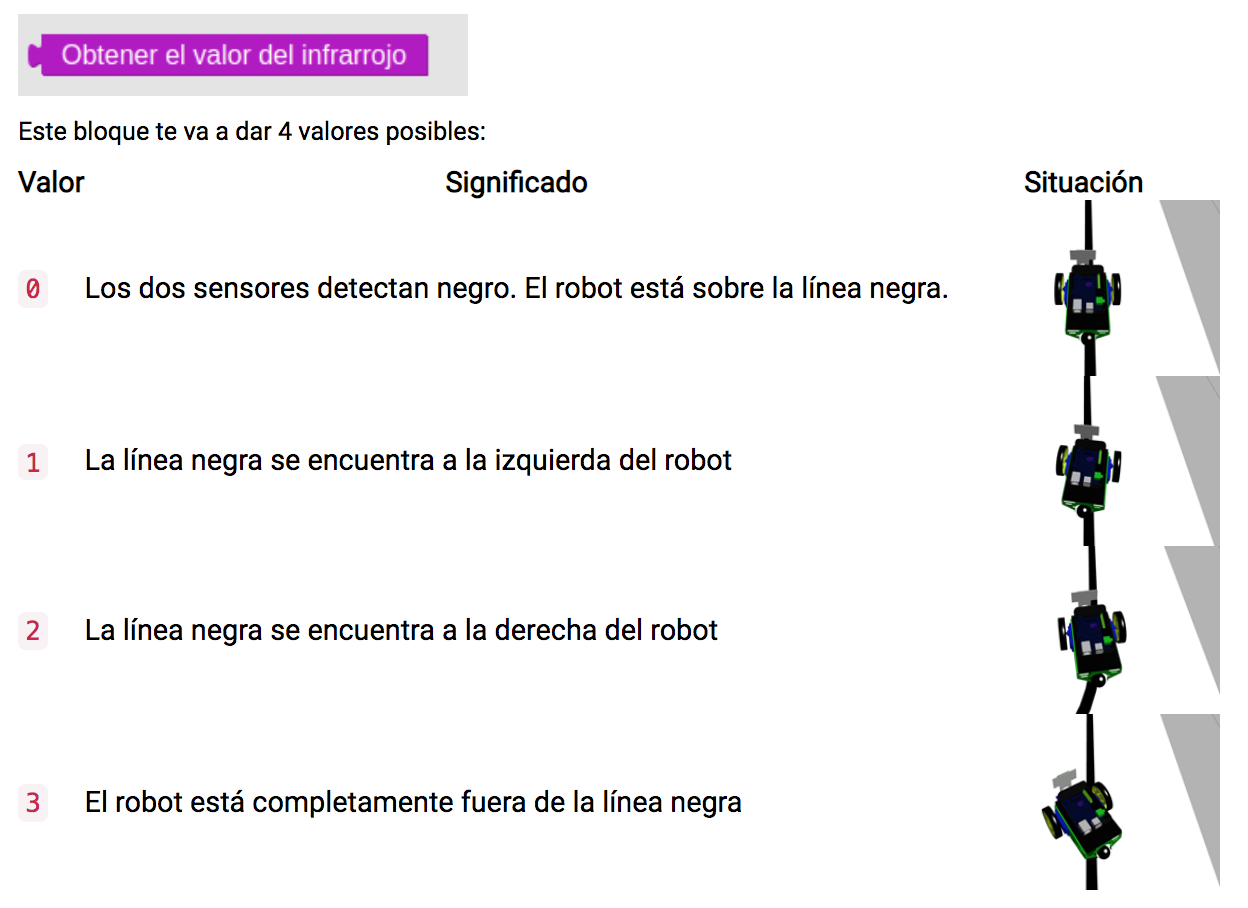 Obtener el valor del infrarrojo
Este bloque te va a dar 4 valores posibles:
Valor Significado Situación
0 Los dos sensores detectan negro. El robot está sobre la línea negra.
1 La línea negra se encuentra a la izquierda del robot
2 La línea negra se encuentra a la derecha del robot
3 El robot está completamente fuera de la línea negra